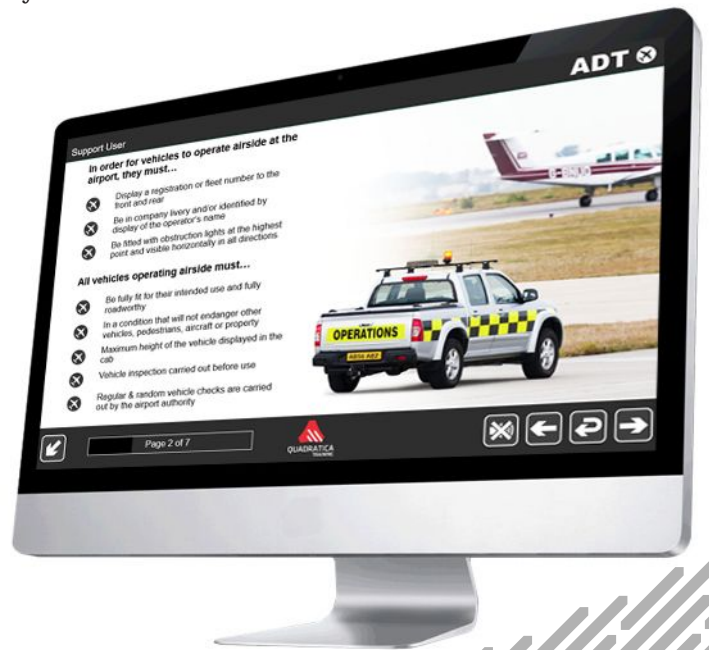 ADT
Support User
In order for vehicles to operate airside at the
airport, they must...
Display a registration or fleet number to the
front and rear
Be in company livery and/or identified by
display of the operator's name
Be fitted with obstruction lights at the highest
point and visible horizontally in all directions
All vehicles operating airside must...
Be fully fit for their intended use and fully
roadworthy
In a condition that will not endanger other
vehicles, pedestrians, aircraft or property
Maximum height of the vehicle displayed in the
cab
Vehicle inspection carried out before use
Regular & random vehicle checks are carried
out by the airport authority
OPERATIONS
Page 2 of 7
QUADRATICA
TRAINING